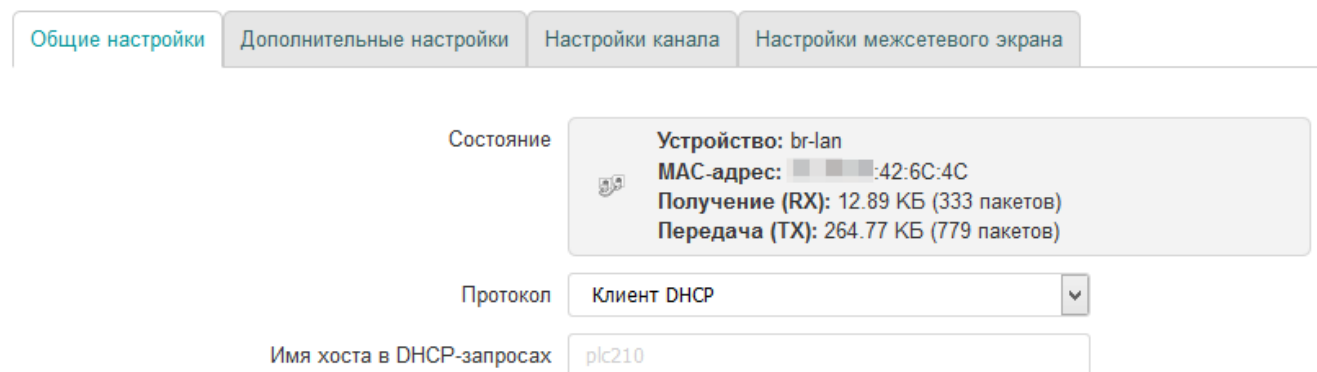 Общие настройки Дополнительные настройки Настройки канала Настройки межсетевого экрана
Состояние
Устройство: br-lan
MAC-адрес: :42:6C:4C
Получение (RX): 12.89 КБ (333 пакетов)
Передача (TX): 264.77 КБ (779 пакетов)
Протокол Клиент DHCP
Имя хоста в DHCP-запросах plc210